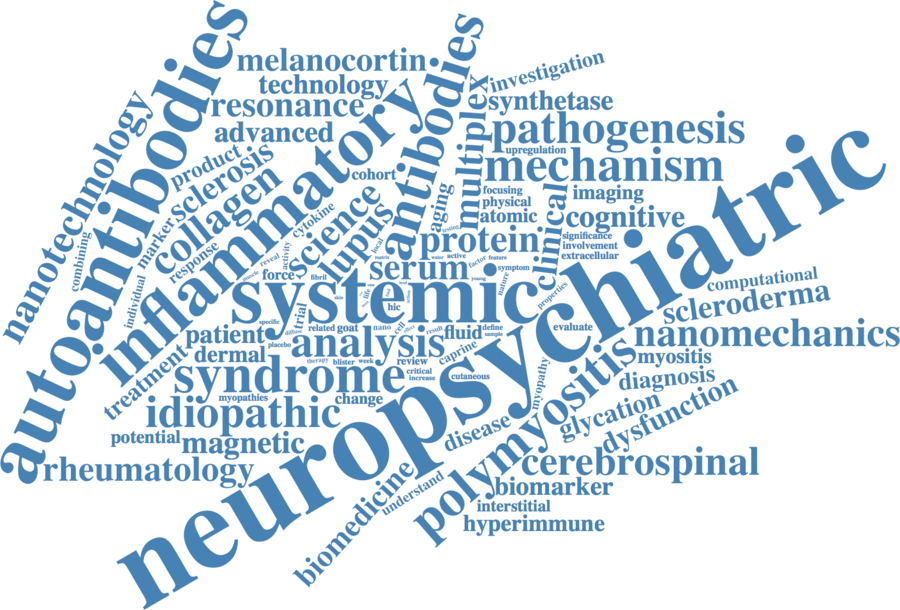 melanocortin
technology
resonance
advanced
product
sclerosis
collagen
marker
response
nanotechnology
autoantibodies
combining
individual
inflammatory
treatment
cohort
science
cytokine
lupus
antibodies
multiplex
investigation
synthetase
pathogenesis
upregulation
mechanism
focusing
physical
atomic
imaging
cognitive
aging
testing
protein
clinical
significance
involvement
extracellular
local
matrix
water
active
factor
feature
symptom
nature
young
properties
serum
activity
reveal
muscle
force
fibril
skin
life
hic
systemic
computational
scleroderma
nanomechanics
neuropsychiatric
specific
diffuse
trial
related
goat
nano
cell
effect
result
fluid
define
sample
evaluate
patient
placebo
analysis
caprine
dermal
therapy
blister
week
review
critical
increase
cutaneous
myopathy
myositis
diagnosis
syndrome
myopathies
change
idiopathic
potential
magnetic
rheumatology
disease
polymyositis
glycation
dysfunction
cerebrospinal
biomarker
interstitial
hyperimmune
understand
biomedicine